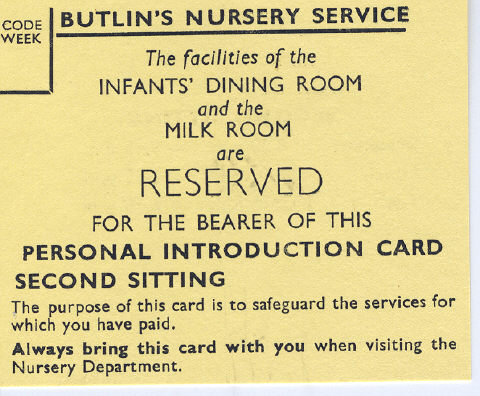 CODE
WEEK
BUTLIN'S NURSERY SERVICE
The facilities of the
INFANTS' DINING ROOM
and the
MILK ROOM
are
RESERVED
FOR THE BEARER OF THIS
PERSONAL INTRODUCTION CARD
SECOND SITTING
The purpose of this card is to safeguard the services for
which you have paid.
Always bring this card with you when visiting the
Nursery Department.